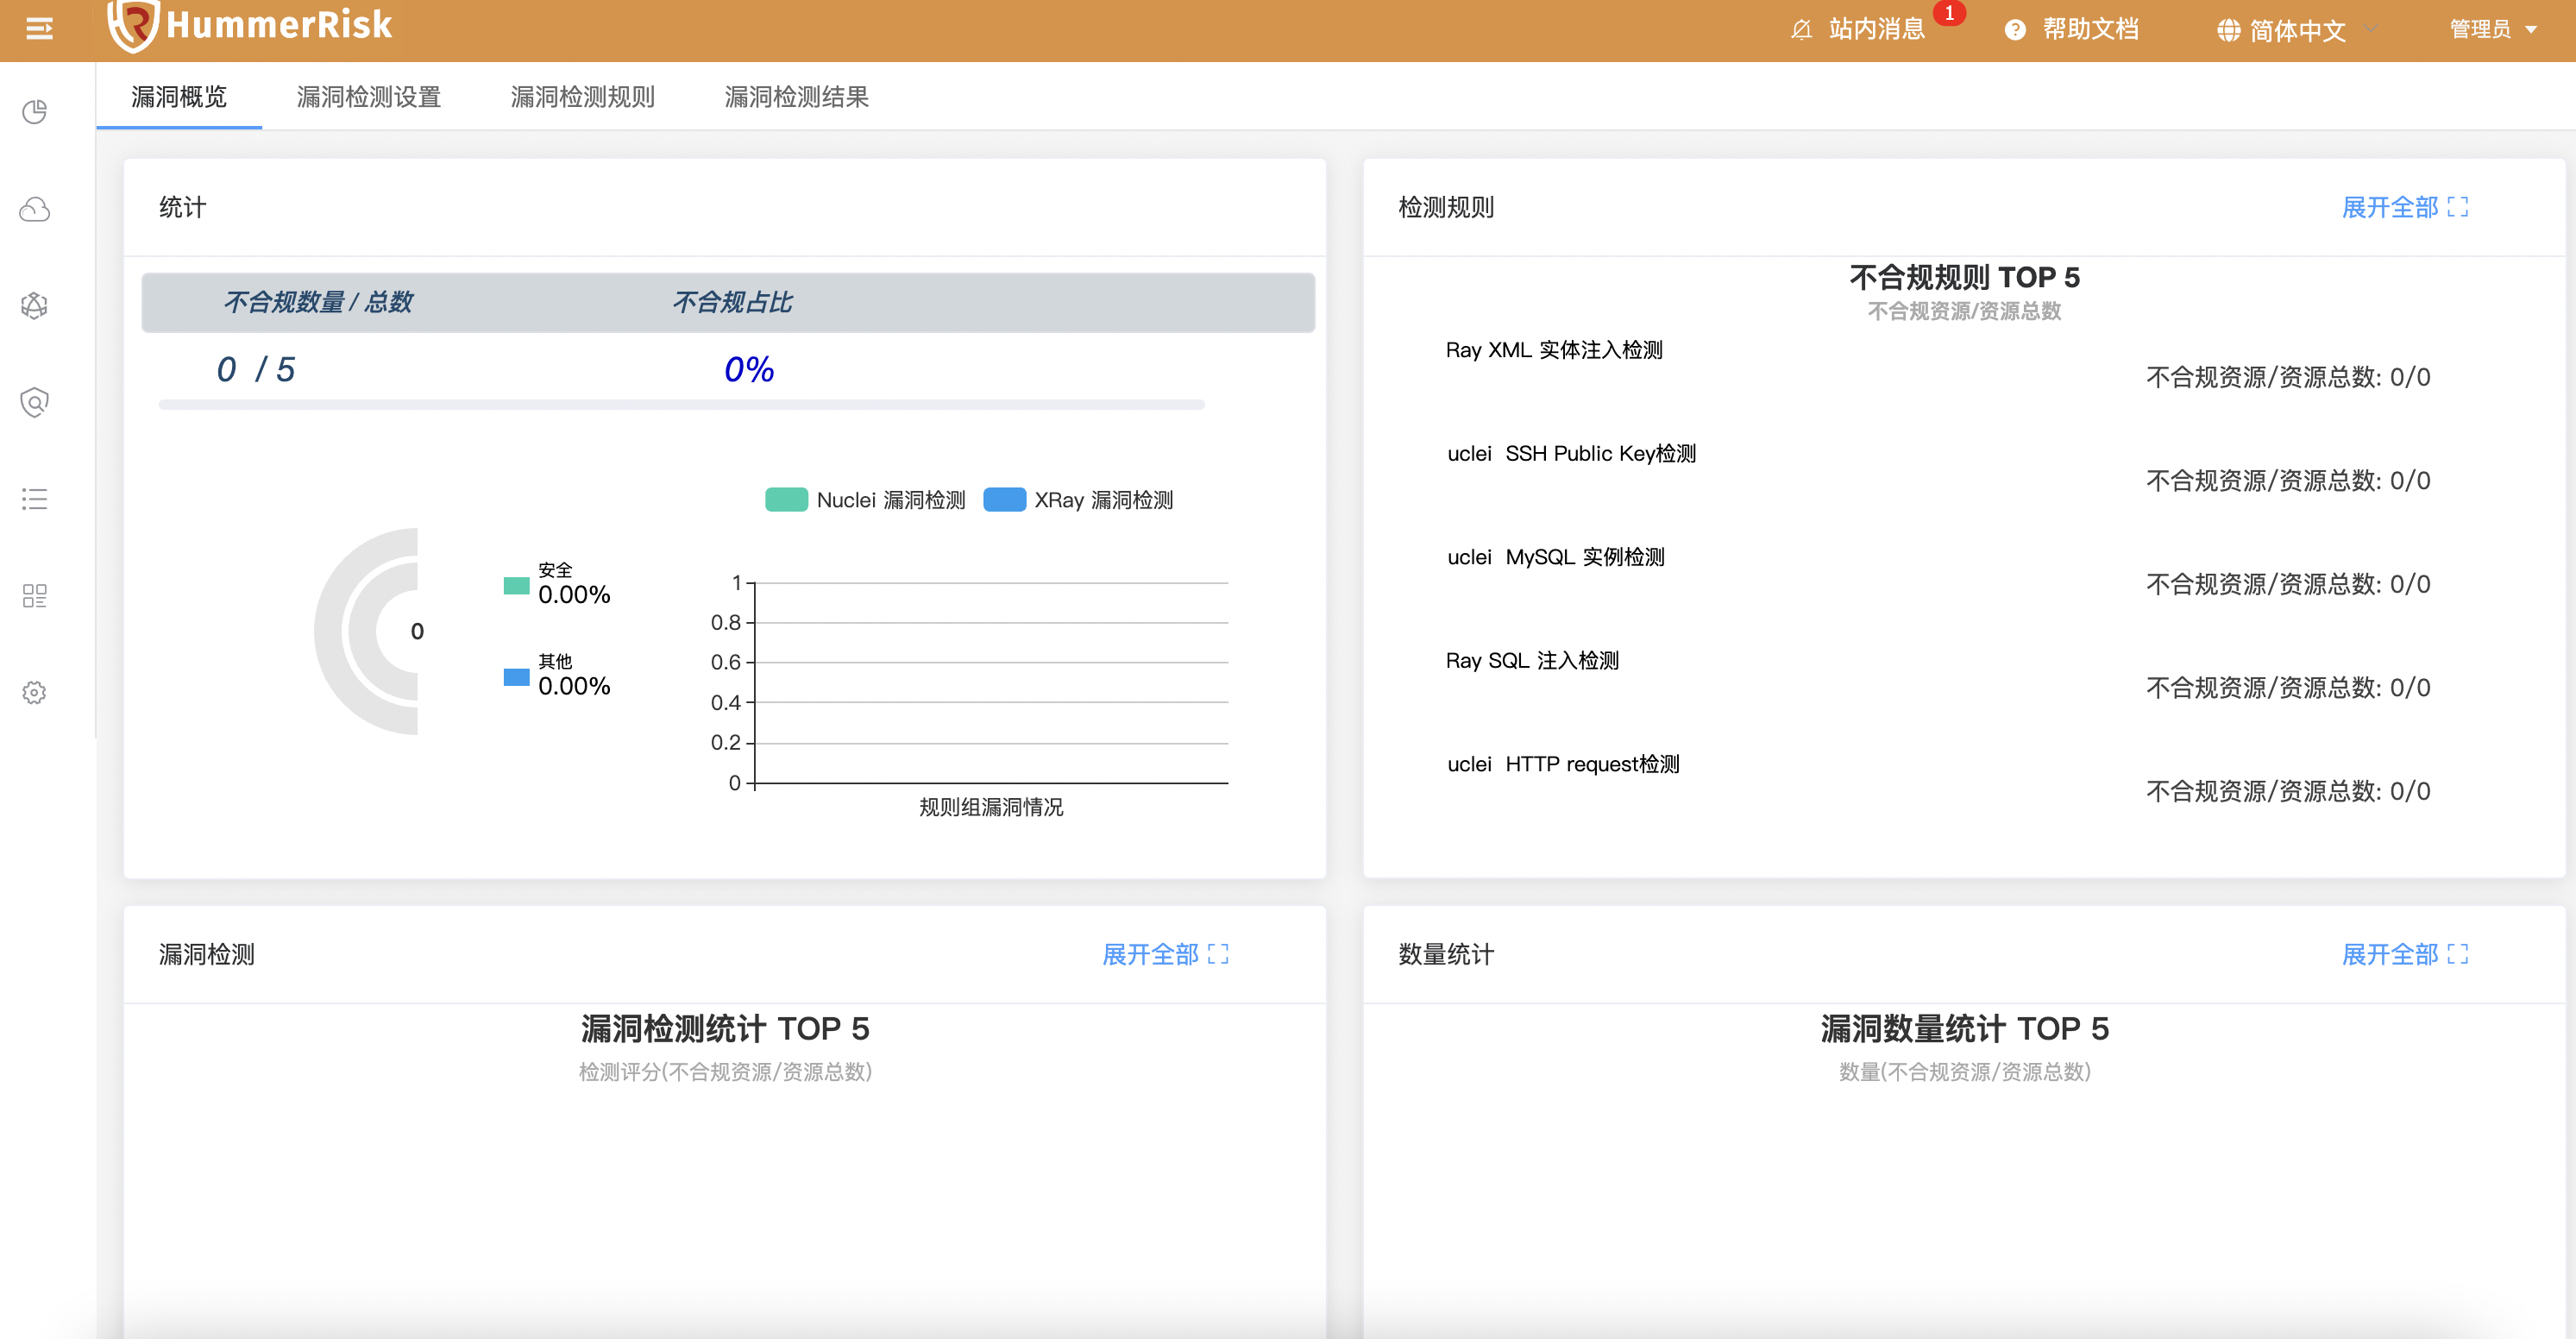 HummerRisk
站内消息 1 帮助文档 简体中文 管理员
漏洞概览 漏洞检测设置 漏洞检测规则 漏洞检测结果
统计
不合规数量 / 总数 不合规占比
0 / 5 0%
Nuclei 漏洞检测 XRay 漏洞检测
安全
0.00%
其他
0.00%
0
1
0.8
0.6
0.4
0.2
0
规则组漏洞情况
检测规则 展开全部
不合规规则 TOP 5
不合规资源/资源总数
Ray XML 实体注入检测
不合规资源/资源总数: 0/0
uclei SSH Public Key检测
不合规资源/资源总数: 0/0
uclei MySQL 实例检测
不合规资源/资源总数: 0/0
Ray SQL 注入检测
不合规资源/资源总数: 0/0
uclei HTTP request检测
不合规资源/资源总数: 0/0
漏洞检测 展开全部
漏洞检测统计 TOP 5
检测评分(不合规资源/资源总数)
数量统计 展开全部
漏洞数量统计 TOP 5
数量(不合规资源/资源总数)